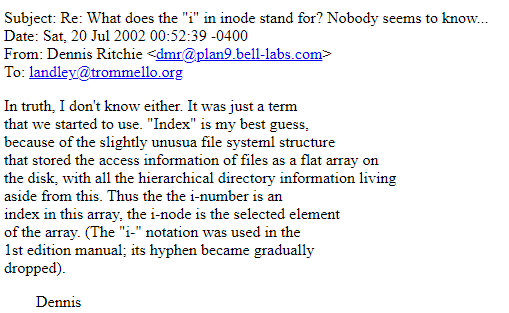 Subject: Re: What does the "i" in inode stand for? Nobody seems to know...
Date: Sat, 20 Jul 2002 00:52:39 -0400
From: Dennis Ritchie <dmr@plan9.bell-labs.com>
To: landley@trommello.org
In truth, I don't know either. It was just a term
that we started to use. "Index" is my best guess,
because of the slightly unusua file systeml structure
that stored the access information of files as a flat array on
the disk, with all the hierarchical directory information living
aside from this. Thus the the i-number is an
index in this array, the i-node is the selected element
of the array. (The "i-" notation was used in the
1st edition manual; its hyphen became gradually
dropped).
Dennis